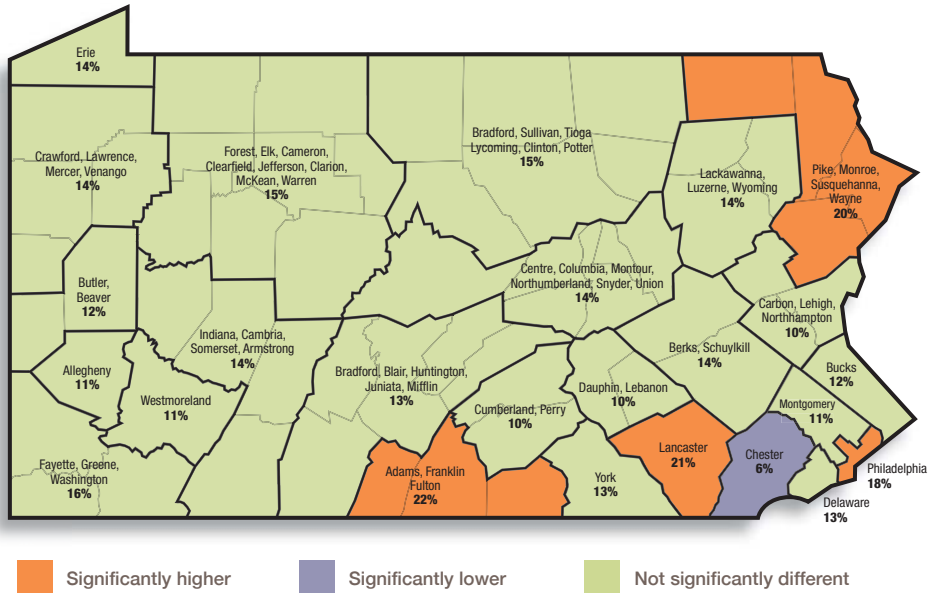 Erie
14%
Crawford, Lawrence,
Mercer, Venango
14%
Forest, Elk, Cameron,
Clearfield, Jefferson, Clarion,
McKean, Warren
15%
Bradford, Sullivan, Tioga
Lycoming, Clinton, Potter
15%
Lackawanna,
Luzerne, Wyoming
14%
Pike, Monroe,
Susquehanna,
Wayne
20%
Butler,
Beaver
12%
Centre, Columbia, Montour,
Northumberland, Snyder, Union
14%
Carbon, Lehigh,
Northhampton
10%
Indiana, Cambria,
Somerset, Armstrong
14%
Allegheny
11%
Westmoreland
11%
Bradford, Blair, Huntington,
Juniata, Mifflin
13%
Berks, Schuylkill
14%
Bucks
12%
Dauphin, Lebanon
10%
Cumberland, Perry
10%
Montgomery
11%
Fayette, Greene,
Washington
16%
Adams, Franklin
Fulton
22%
York
13%
Lancaster
21%
Chester
6%
Philadelphia
18%
Delaware
13%
Significantly higher
Significantly lower
Not significantly different